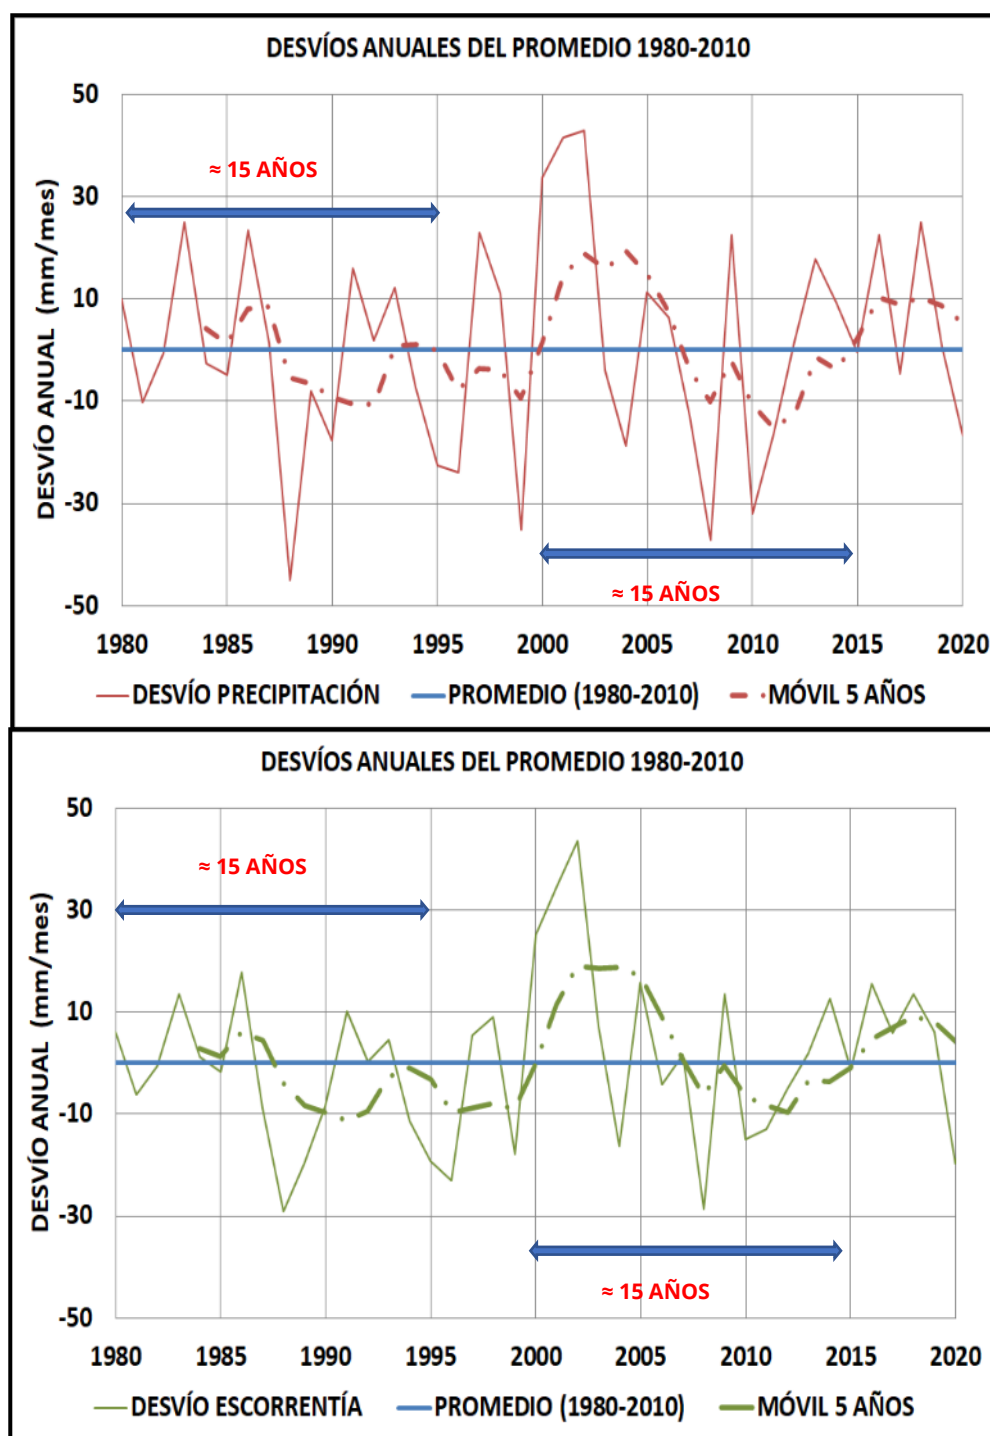 DESVÍOS ANUALES DEL PROMEDIO 1980-2010
50
30
10
-10
-30
-50
DESVÍO ANUAL (mm/mes)
≈ 15 AÑOS
≈ 15 AÑOS
1980 1985 1990 1995 2000 2005 2010 2015 2020
DESVÍO PRECIPITACIÓN PROMEDIO (1980-2010) MÓVIL 5 AÑOS
DESVÍOS ANUALES DEL PROMEDIO 1980-2010
50
30
10
-10
-30
-50
DESVÍO ANUAL (mm/mes)
≈ 15 AÑOS
≈ 15 AÑOS
1980 1985 1990 1995 2000 2005 2010 2015 2020
DESVÍO ESCORRENTÍA PROMEDIO (1980-2010) MÓVIL 5 AÑOS